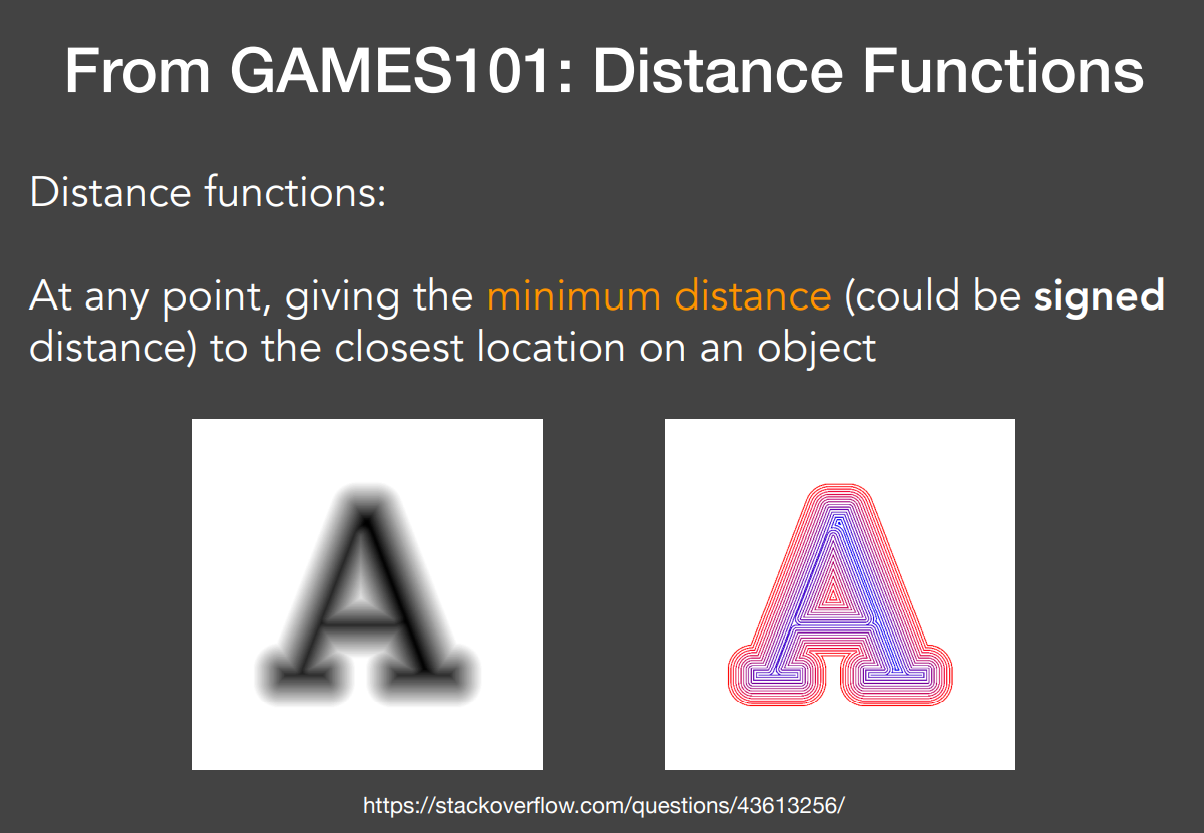 From GAMES101: Distance Functions
Distance functions:
At any point, giving the minimum distance (could be signed
distance) to the closest location on an object
A
A
https://stackoverflow.com/questions/43613256/